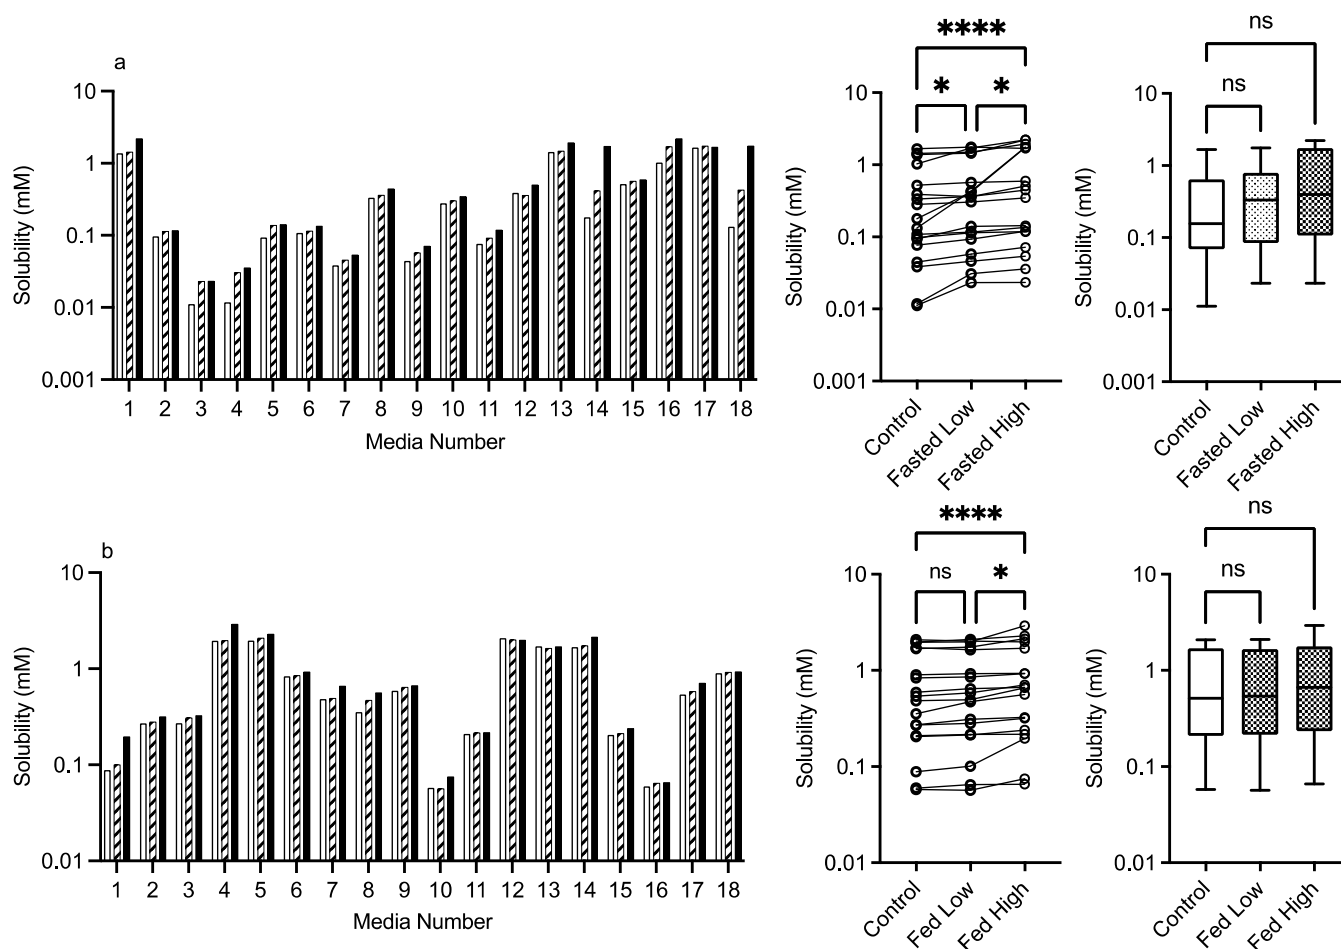 a
Solubility (mM)
10
1
0.1
0.01
0.001
1 2 3 4 5 6 7 8 9 10 11 12 13 14 15 16 17 18
Media Number
****
* *
Solubility (mM)
10
1
0.1
0.01
0.001
Control
Fasted Low
Fasted High
ns
ns
Solubility (mM)
10
1
0.1
0.01
0.001
Control
Fasted Low
Fasted High
b
Solubility (mM)
10
1
0.1
0.01
1 2 3 4 5 6 7 8 9 10 11 12 13 14 15 16 17 18
Media Number
****
ns *
Solubility (mM)
10
1
0.1
0.01
Control
Fed Low
Fed High
ns
ns
Solubility (mM)
10
1
0.1
0.01
Control
Fed Low
Fed High